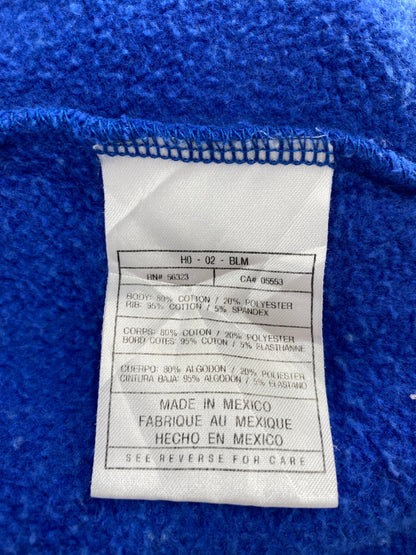 H0 - 02 - BLM
RN# 56323 CA# 05553
BODY: 80% COTTON / 20% POLYESTER
RIB: 95% COTTON / 5% SPANDEX
CORPS: 80% COTON / 20% POLYESTER
BORD COTES: 95% COTON / 5% ELASTHANNE
CUERPO: 80% ALGODON / 20% POLIESTER
CINTURA BAJA: 95% ALGODON / 5% ELASTANO
MADE IN MEXICO
FABRIQUE AU MEXIQUE
HECHO EN MEXICO
SEE REVERSE FOR CARE